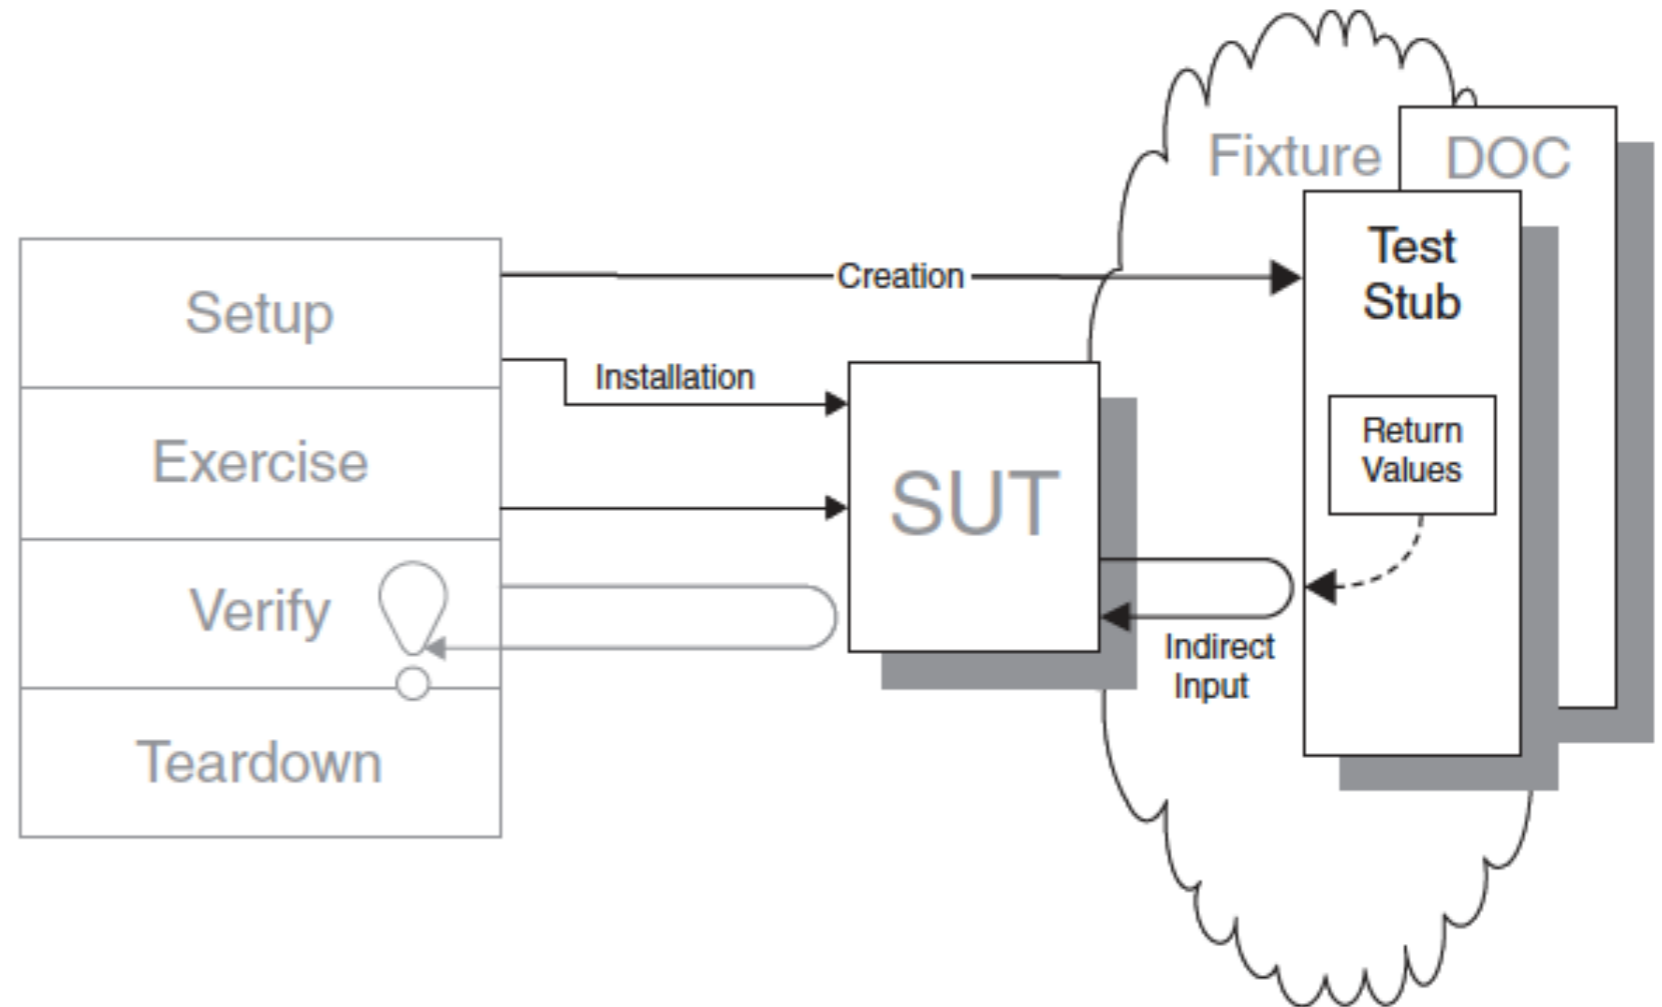 Fixture
DOC
Test
Stub
Setup
Creation
Installation
Return
Values
Exercise
SUT
Verify
Indirect
Input
Teardown